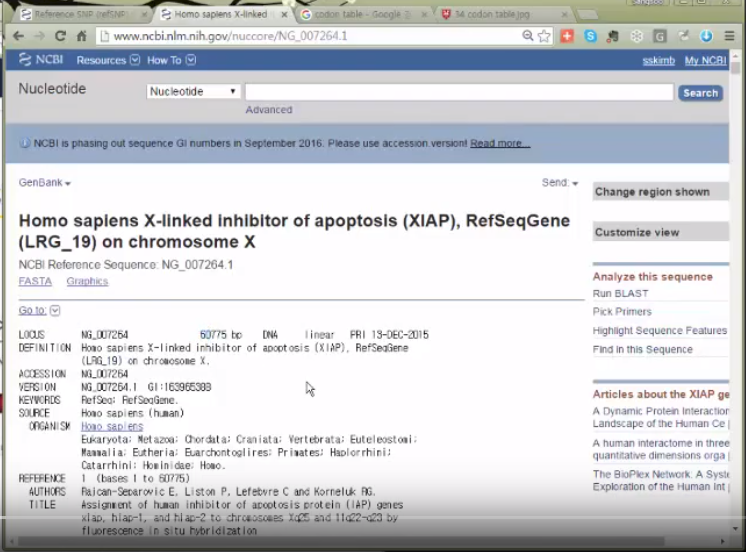 Reference SNP (refSNP
Homo sapiens X-linked
codon table - Google
34 codon table.jpg
www.ncbi.nlm.nih.gov/nuccore/NG_007264.1
NCBI Resources How To sskimb My NCBI
Nucleotide Nucleotide Search
Advanced
NCBI is phasing out sequence GI numbers in September 2016. Please use accession.version! Read more...
GenBank Send:
Change region shown
Homo sapiens X-linked inhibitor of apoptosis (XIAP), RefSeqGene
(LRG_19) on chromosome X
Customize view
NCBI Reference Sequence: NG_007264.1
FASTA Graphics
Analyze this sequence
Run BLAST
Go to:
Pick Primers
LOCUS NG_007264 60775 bp DNA linear PRI 13-DEC-2015
Highlight Sequence Features
DEFINITION Homo sapiens X-linked inhibitor of apoptosis (XIAP), RefSeqGene
(LRG_19) on chromosome X.
Find in this Sequence
ACCESSION NG_007264
VERSION NG_007264.1 GI:163965388
KEYWORDS RefSeq; RefSeqGene.
Articles about the XIAP ge
SOURCE Homo sapiens (human)
A Dynamic Protein Interaction
ORGANISM Homo sapiens
Landscape of the Human Ce
Eukaryota; Metazoa; Chordata; Craniata; Vertebrata; Euteleostomi;
A human interactome in three
Mammalia; Eutheria; Euarchontoglires; Primates; Haplorrhini;
quantitative dimensions orga
Catarrhini; Hominidae; Homo.
The BioPlex Network: A Syste
REFERENCE 1 (bases 1 to 60775)
Exploration of the Human Int
AUTHORS Rajcan-Separovic E, Liston P, Lefebvre C and Korneluk RG.
TITLE Assignment of human inhibitor of apoptosis protein (IAP) genes
xiap, hiap-1, and hiap-2 to chromosomes Xq25 and 11q22-q23 by
fluorescence in situ hybridization